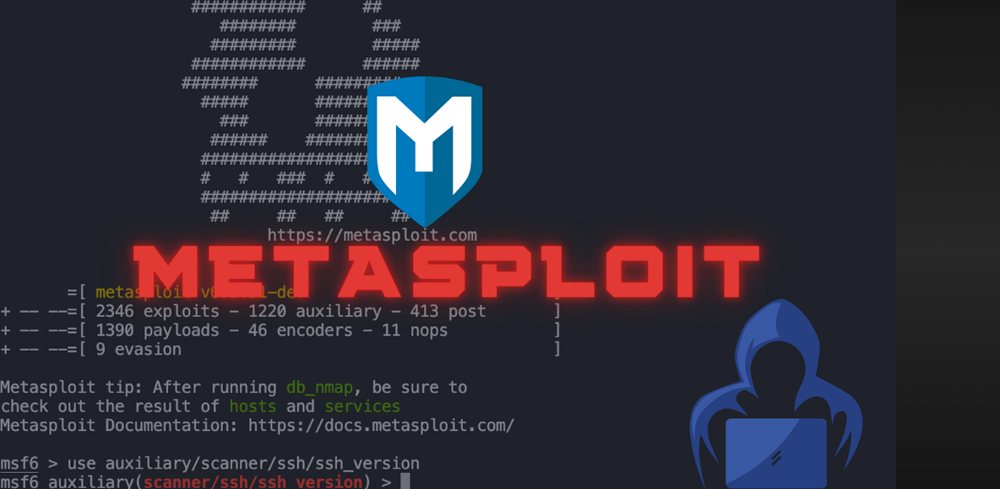 https://metasploit.com
METASPLOIT
=[ metasploit ]
+ -- --=[ 2346 exploits - 1220 auxiliary - 413 post ]
+ -- --=[ 1390 payloads - 46 encoders - 11 nops ]
+ -- --=[ 9 evasion ]
Metasploit tip: After running db_nmap, be sure to
check out the result of hosts and services
Metasploit Documentation: https://docs.metasploit.com/
msf6 > use auxiliary/scanner/ssh/ssh_version
msf6 auxiliary(scanner/ssh/ssh_version) >